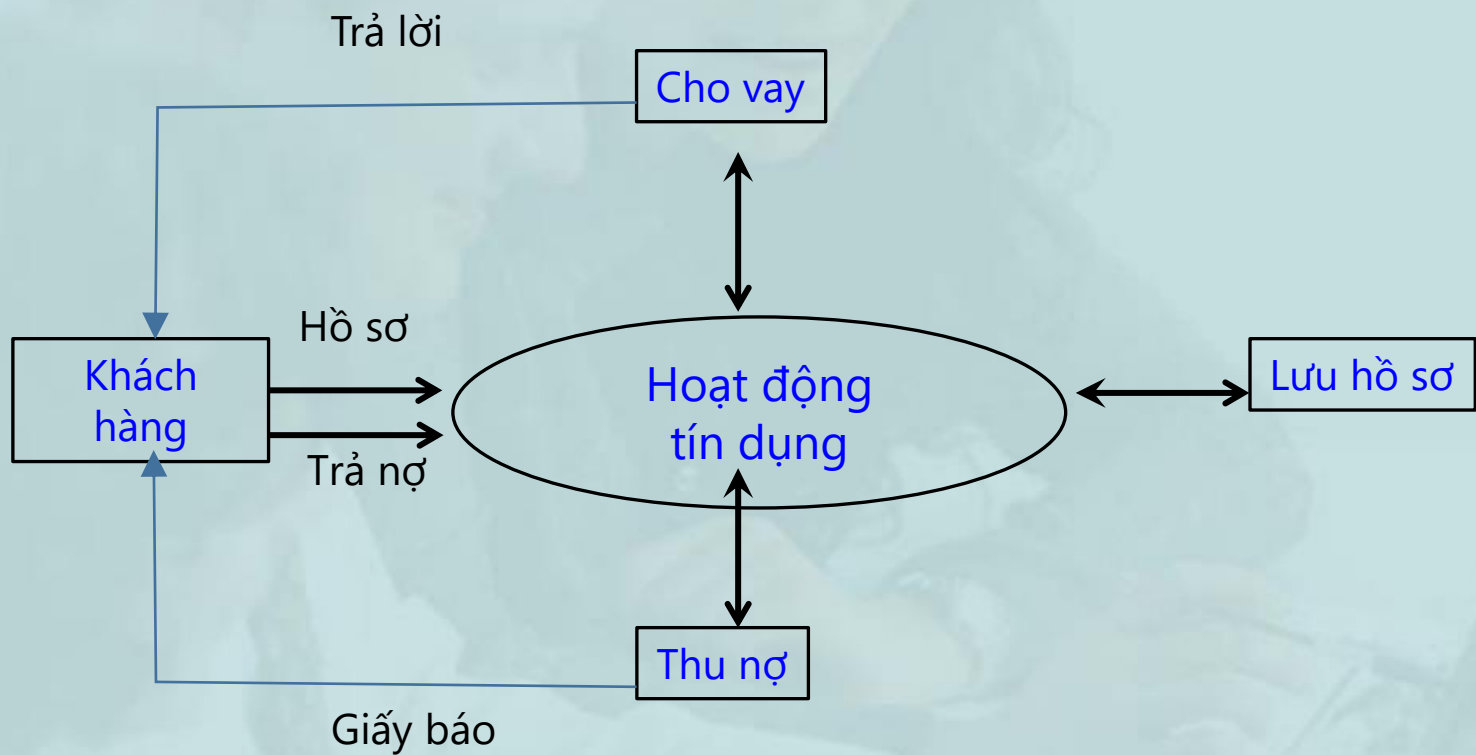 Trả lời
Cho vay
Hồ sơ
Khách
hàng
Hoạt động
tín dụng
Lưu hồ sơ
Trả nợ
Thu nợ
Giấy báo